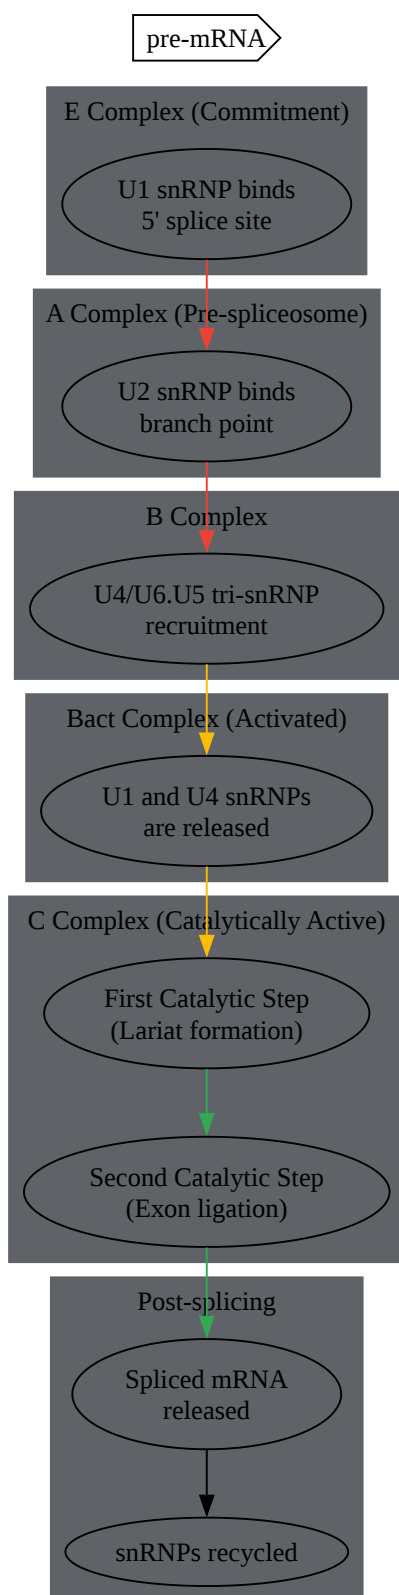 pre-mRNA
E Complex (Commitment)
U1 snRNP binds
5' splice site
A Complex (Pre-spliceosome)
U2 snRNP binds
branch point
B Complex
U4/U6.U5 tri-snRNP
recruitment
Bact Complex (Activated)
U1 and U4 snRNPs
are released
C Complex (Catalytically Active)
First Catalytic Step
(Lariat formation)
Second Catalytic Step
(Exon ligation)
Post-splicing
Spliced mRNA
released
snRNPs recycled